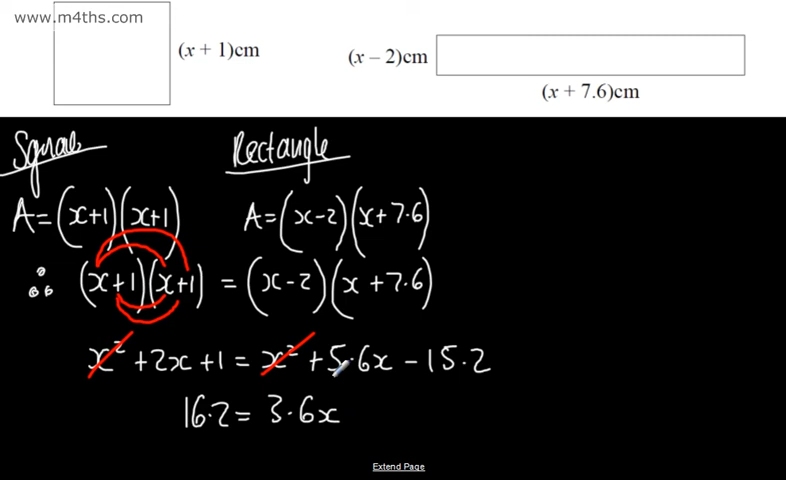 www.m4ths.com
(x + 1)cm
(x – 2)cm
(x + 7.6)cm
Square Rectangle
A=(x+1)(x+1) A=(x-2)(x+7.6)
∴ (x+1)(x+1) = (x-2)(x+7.6)
x² +2x +1 = x² +5.6x -15.2
16.2 = 3.6x
Extend Page